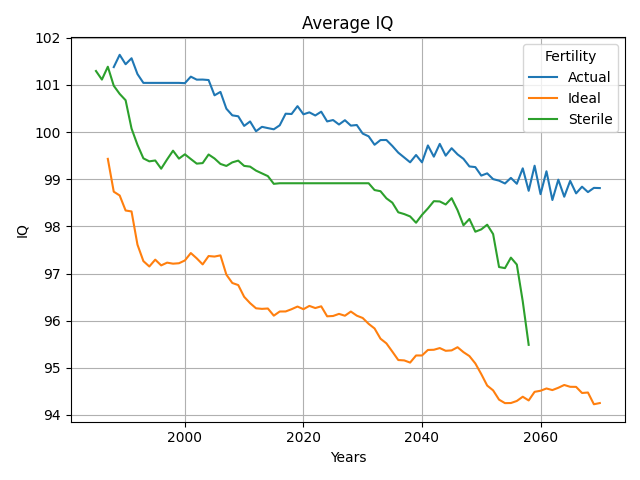 Average IQ
102
101
100
99
98
97
96
95
94
IQ
Fertility
Actual
Ideal
Sterile
2000
2020
2040
2060
Years